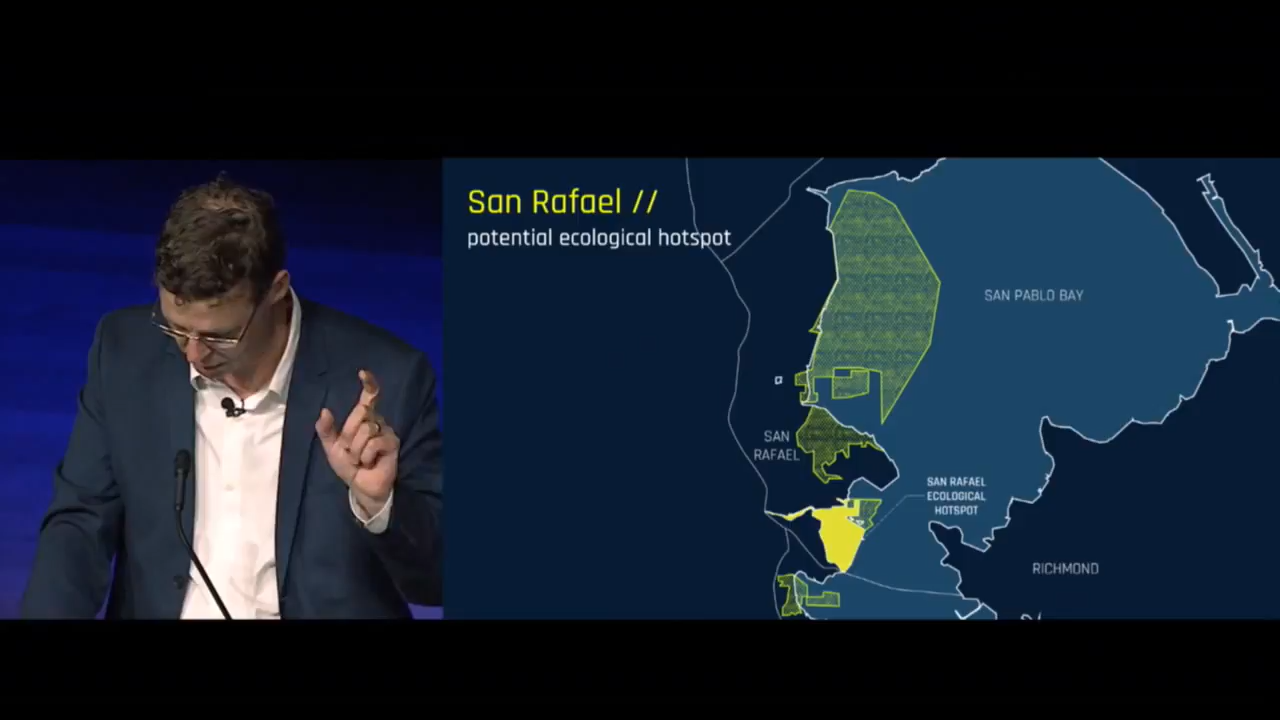 San Rafael //
potential ecological hotspot
SAN PABLO BAY
SAN
RAFAEL
SAN RAFAEL
ECOLOGICAL
HOTSPOT
RICHMOND